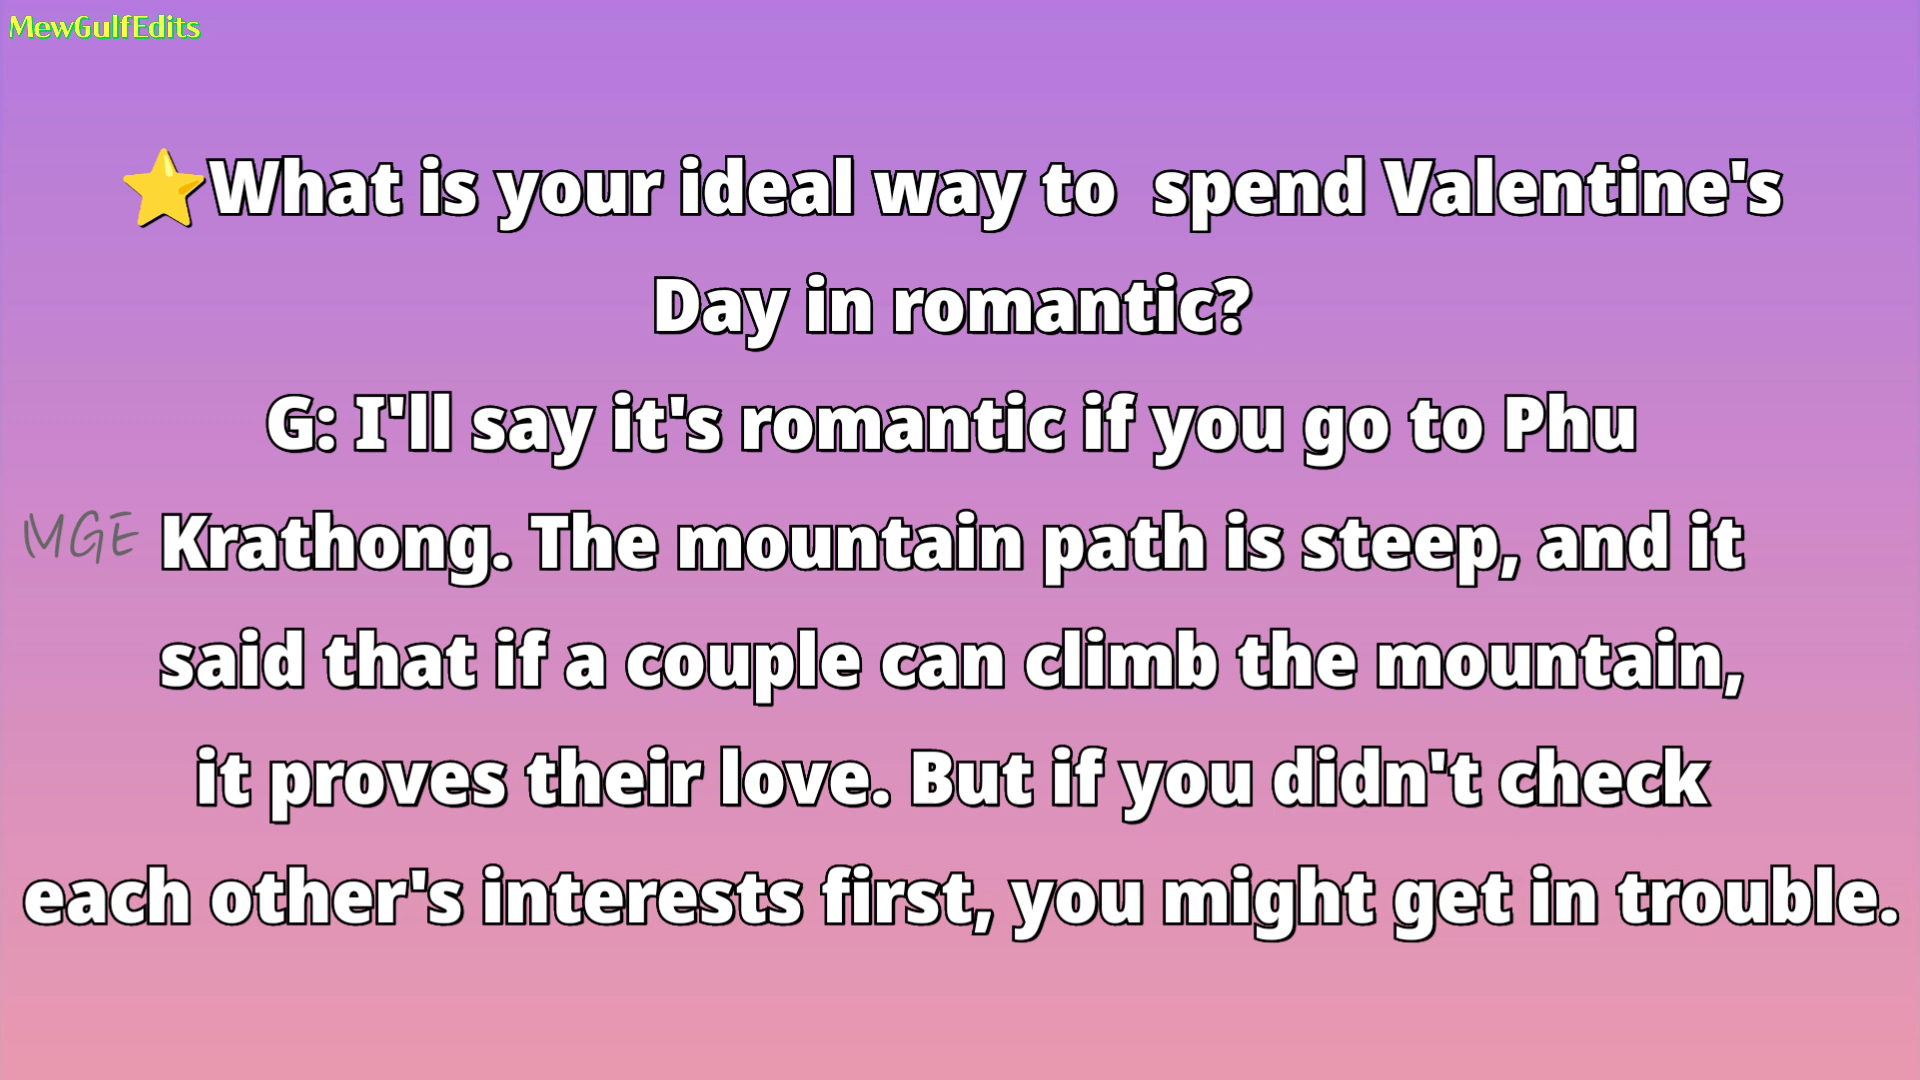 MewGulfEdits
⭐What is your ideal way to  spend Valentine's
Day in romantic?
G: I'll say it's romantic if you go to Phu
MGE
Krathong. The mountain path is steep, and it
said that if a couple can climb the mountain,
it proves their love. But if you didn't check
each other's interests first, you might get in trouble.